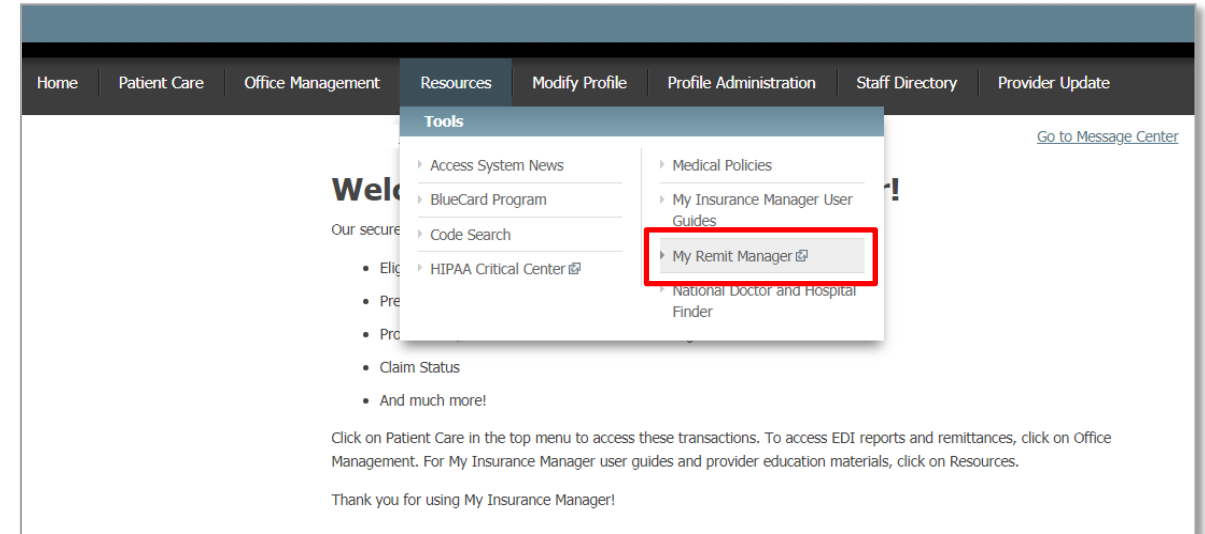 Home Patient Care Office Management Resources Modify Profile Profile Administration Staff Directory Provider Update
Tools
Go to Message Center
Access System News
BlueCard Program
Code Search
HIPAA Critical Center
Medical Policies
My Insurance Manager User
Guides
My Remit Manager
National Doctor and Hospital
Finder
Our secure
Claim Status
And much more!
Click on Patient Care in the top menu to access these transactions. To access EDI reports and remittances, click on Office
Management. For My Insurance Manager user guides and provider education materials, click on Resources.
Thank you for using My Insurance Manager!